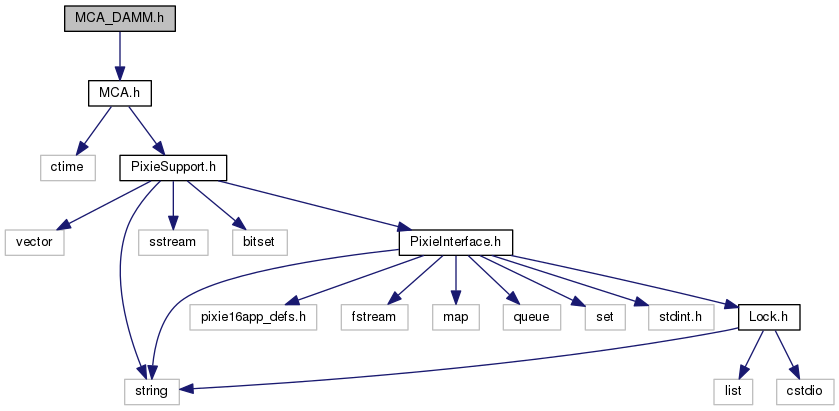 MCA_DAMM.h
MCA.h
ctime
PixieSupport.h
vector
sstream
bitset
PixieInterface.h
pixie16app_defs.h
fstream
map
queue
set
stdint.h
Lock.h
string
list
cstdio